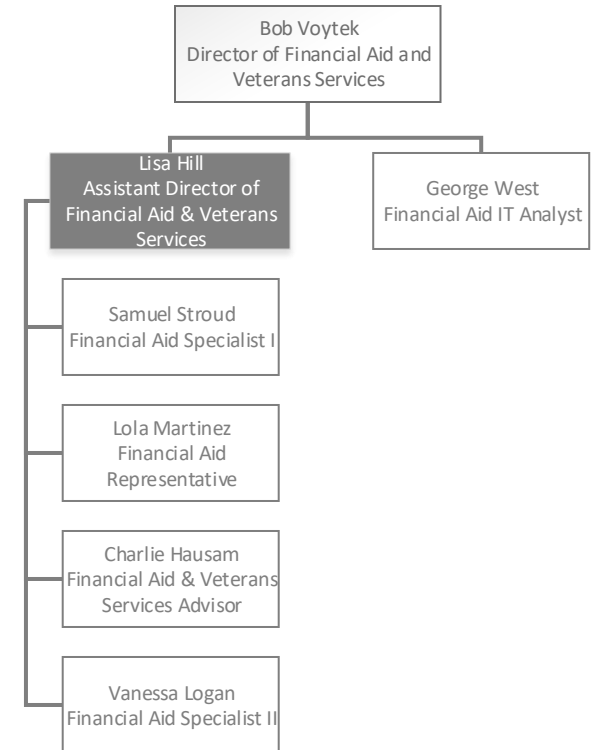 Bob Voytek
Director of Financial Aid and
Veterans Services
Lisa Hill
Assistant Director of
Financial Aid & Veterans
Services
George West
Financial Aid IT Analyst
Samuel Stroud
Financial Aid Specialist I
Lola Martinez
Financial Aid
Representative
Charlie Hausam
Financial Aid & Veterans
Services Advisor
Vanessa Logan
Financial Aid Specialist II